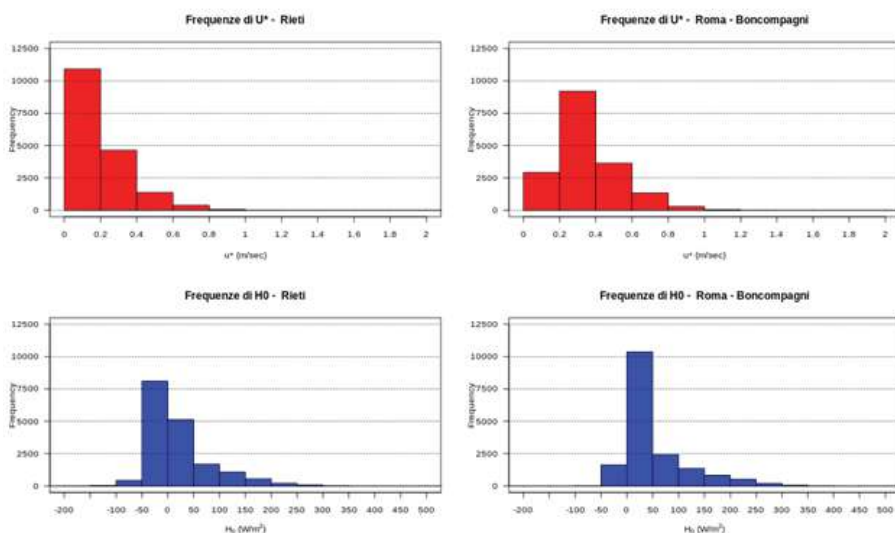 Frequenze di U* - Rieti
Frequency
12500
10000
7500
5000
2500
0
0 0.2 0.4 0.6 0.8 1 1.2 1.4 1.6 1.8 2
u* (m/sec)
Frequenze di U* - Roma - Boncompagni
Frequency
12500
10000
7500
5000
2500
0
0 0.2 0.4 0.6 0.8 1 1.2 1.4 1.6 1.8 2
u* (m/sec)
Frequenze di H0 - Rieti
Frequency
12500
10000
7500
5000
2500
0
-200 -100 -50 0 50 100 150 200 250 300 350 400 450 500
H₀ (W/m²)
Frequenze di H0 - Roma - Boncompagni
Frequency
12500
10000
7500
5000
2500
0
-200 -100 -50 0 50 100 150 200 250 300 350 400 450 500
H₀ (W/m²)